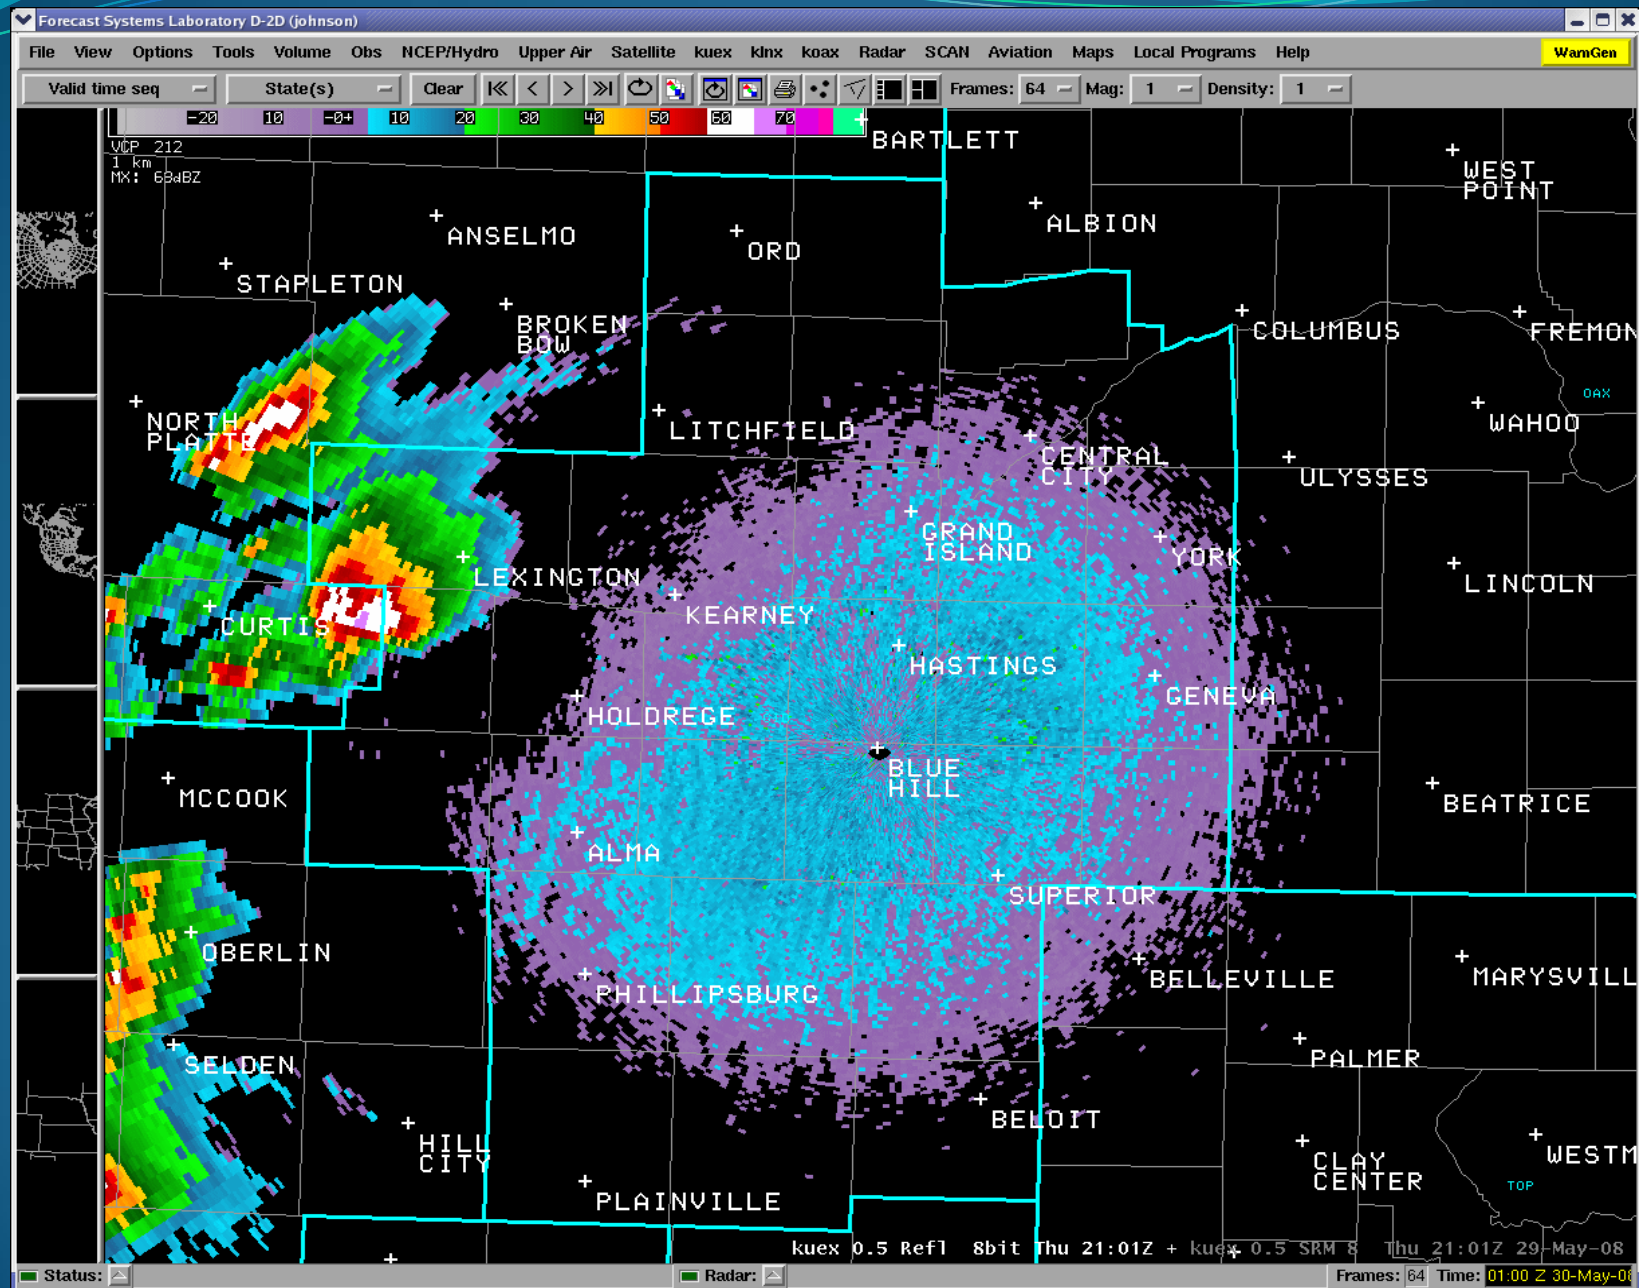 Forecast Systems Laboratory D-2D (johnson)
File View Options Tools Volume Obs NCEP/Hydro Upper Air Satellite kuex klnx koax Radar SCAN Aviation Maps Local Programs Help WarnGen
Valid time seq State(s) Clear Frames: 64 Mag: 1 Density: 1
-20 10 -0+ 10 20 30 40 50 60 70
VCP 212
1 km
MX: 69dBZ
BARTLETT
WEST
POINT
ALBION
ANSELMO
ORD
STAPLETON
BROKEN
BOW
COLUMBUS
FREMON
OAX
NORTH
PLATTE
LITCHFIELD
WAHOO
CENTRAL
CITY
ULYSSES
GRAND
ISLAND
YORK
LEXINGTON
LINCOLN
KEARNEY
CURTIS
HASTINGS
GENEVA
HOLDREGE
GID
BLUE
HILL
MCCOOK
BEATRICE
ALMA
SUPERIOR
OBERLIN
BELLEVILLE
MARYSVILL
PHILLIPSBURG
SELDEN
PALMER
BELOIT
HILL
CITY
CLAY
CENTER
WESTM
TOP
PLAINVILLE
kuex 0.5 Refl 8bit Thu 21:01Z + kuex 0.5 SRM 8 Thu 21:01Z 29-May-08
Status: Radar: Frames: 64 Time: 01:00 Z 30-May-08